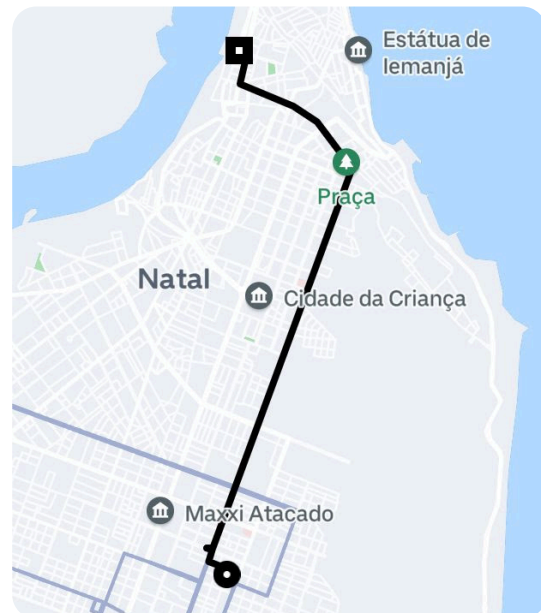 Estátua de
Iemanjá
Praça
Natal
Cidade da Criança
Maxxi Atacado